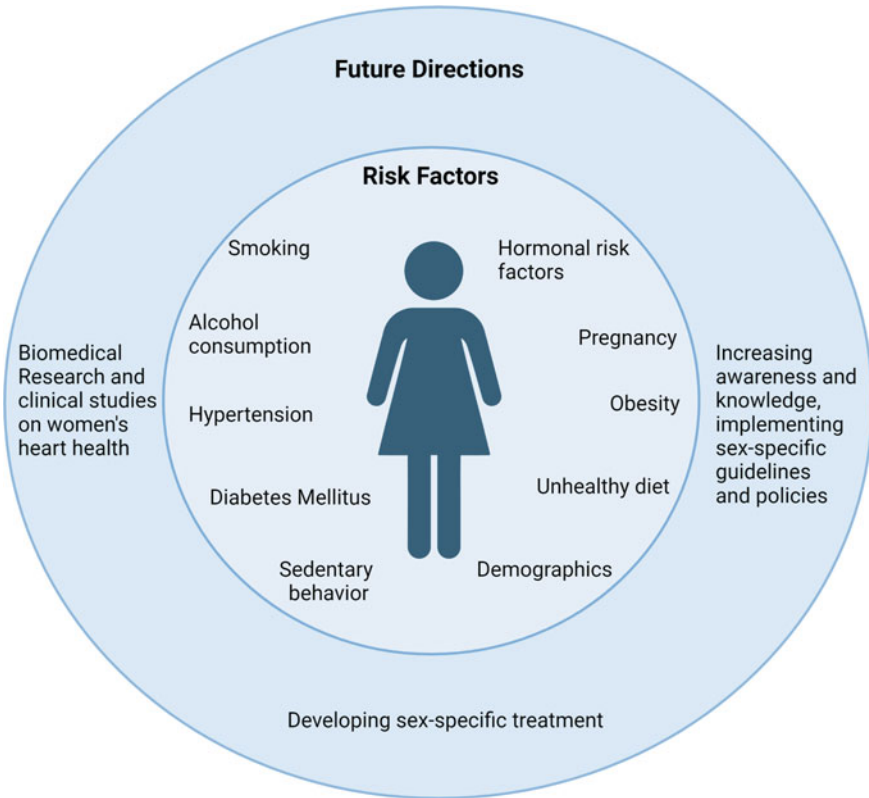 Future Directions
Risk Factors
Smoking
Hormonal risk
factors
Alcohol
consumption
Pregnancy
Hypertension
Obesity
Diabetes Mellitus
Unhealthy diet
Sedentary
behavior
Demographics
Biomedical
Research and
clinical studies
on women's
heart health
Increasing
awareness and
knowledge,
implementing
sex-specific
guidelines
and policies
Developing sex-specific treatment